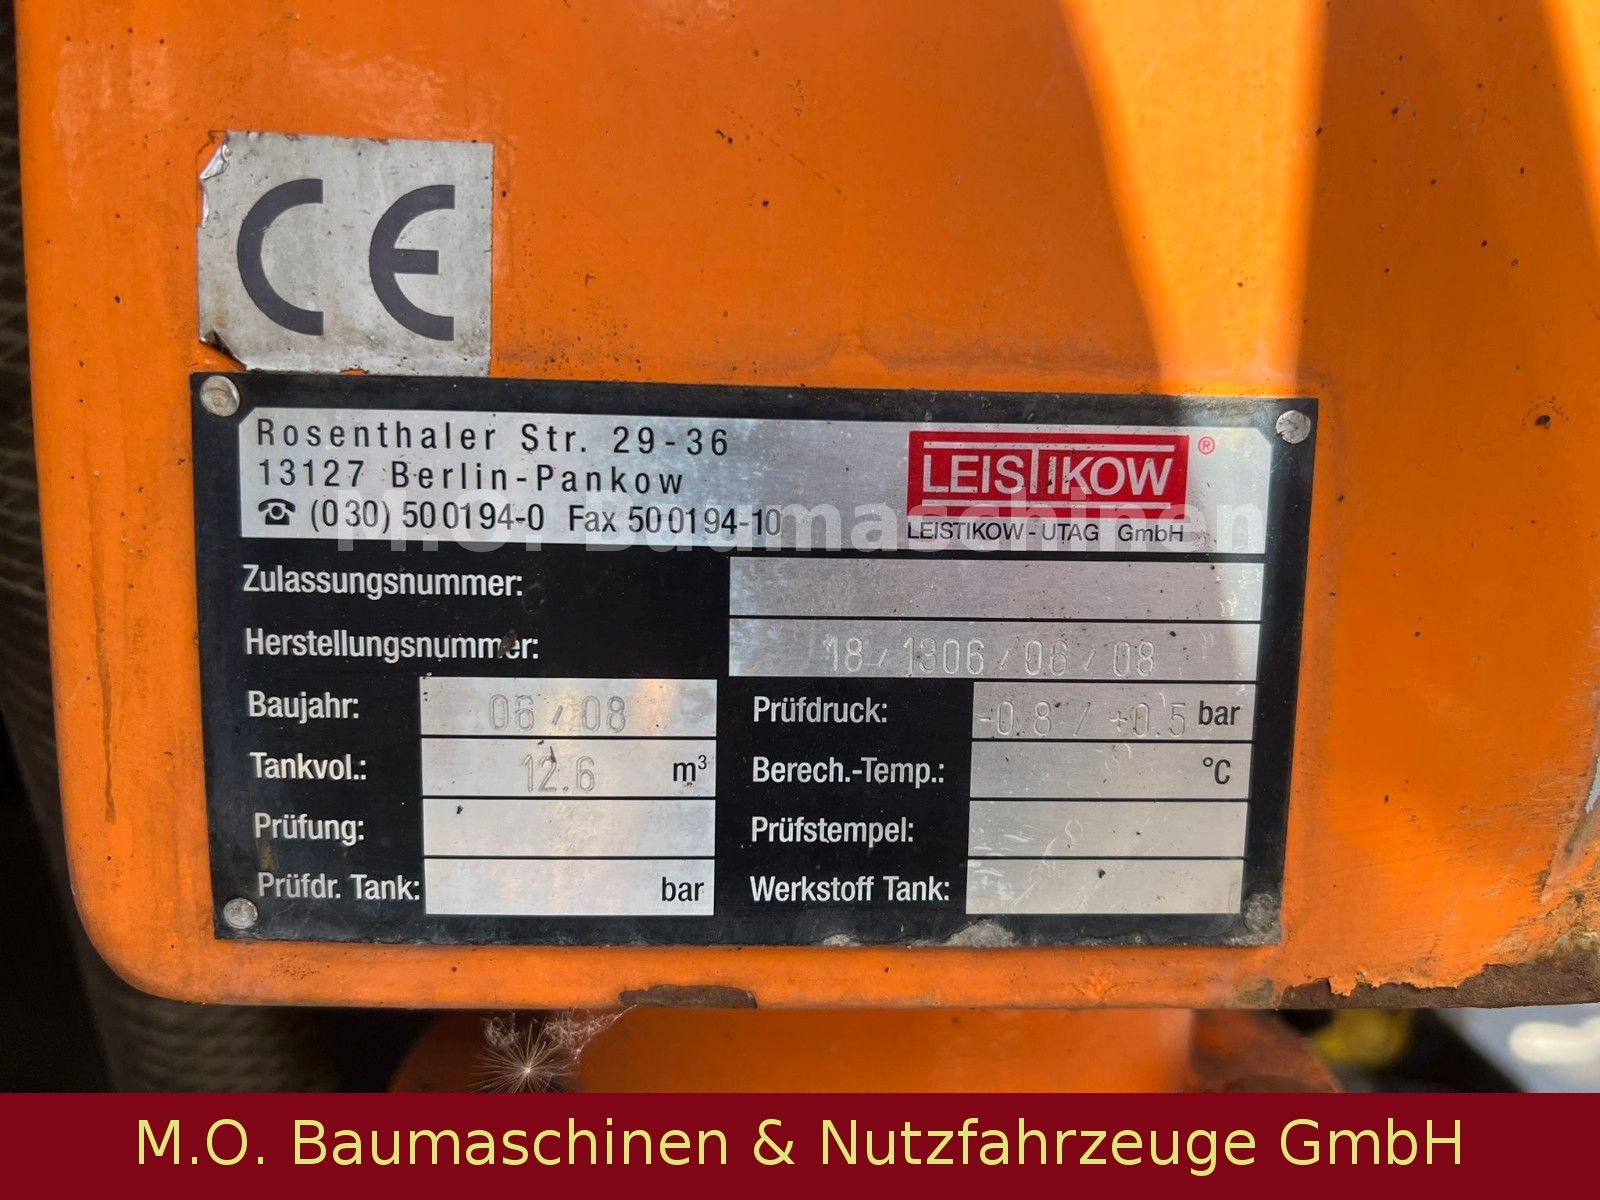 CE
Rosenthaler Str. 29-36
13127 Berlin-Pankow
☎ (030) 500194-0 Fax 500194-10
LEISTIKOW ®
LEISTIKOW-UTAG GmbH
M.O. Baumaschinen
Zulassungsnummer:
Herstellungsnummer: 18/1306/06/08
Baujahr: 06/08 Prüfdruck: -0.8 / +0.5 bar
Tankvol.: 12.6 m³ Berech.-Temp.: °C
Prüfung: Prüfstempel:
Prüfdr. Tank: bar Werkstoff Tank:
M.O. Baumaschinen & Nutzfahrzeuge GmbH